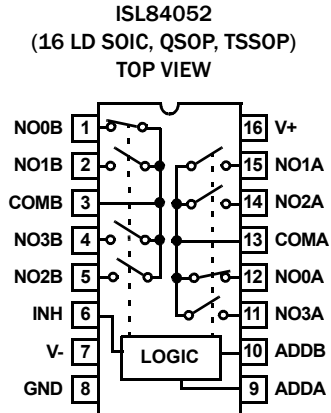 ISL84052
(16 LD SOIC, QSOP, TSSOP)
TOP VIEW
NO0B 1 16 V+
NO1B 2 15 NO1A
COMB 3 14 NO2A
NO3B 4 13 COMA
NO2B 5 12 NO0A
INH 6 11 NO3A
V- 7 LOGIC 10 ADDB
GND 8 9 ADDA